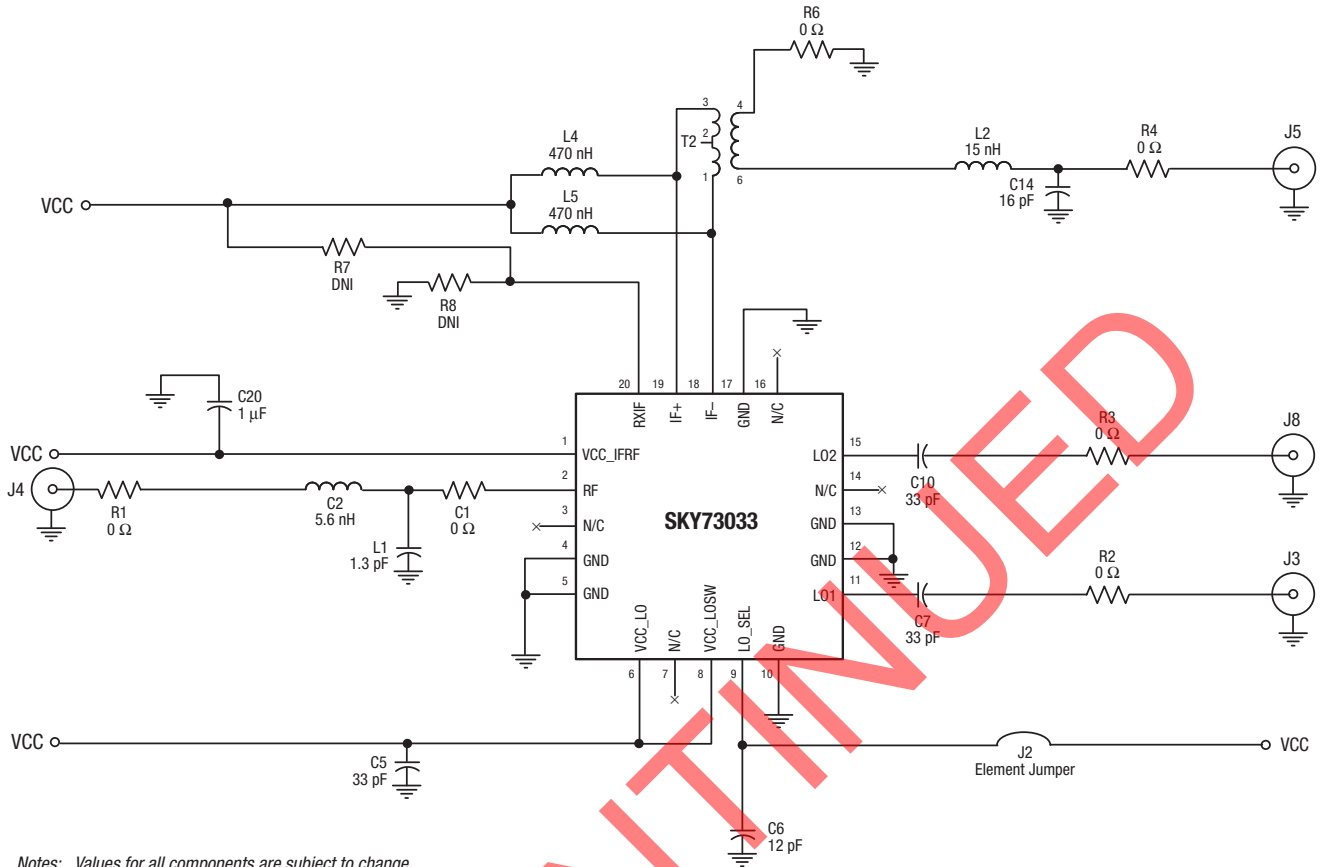 R6
0 Ω
3
4
T2
2
1
6
L4
470 nH
L5
470 nH
L2
15 nH
R4
0 Ω
J5
C14
16 pF
VCC
R7
DNI
R8
DNI
C20
1 µF
20
19
18
17
16
RXIF
IF+
IF–
GND
N/C
VCC
1
VCC_IFRF
J4
R1
0 Ω
C2
5.6 nH
L1
1.3 pF
C1
0 Ω
2
RF
3
N/C
4
GND
5
GND
SKY73033
15
LO2
14
N/C
13
GND
12
GND
11
LO1
C10
33 pF
R3
0 Ω
J8
C7
33 pF
R2
0 Ω
J3
VCC_LO
N/C
VCC_LOSW
LO_SEL
GND
6
7
8
9
10
VCC
C5
33 pF
J2
Element Jumper
VCC
C6
12 pF
Notes: Values for all components are subject to change
NTINUED